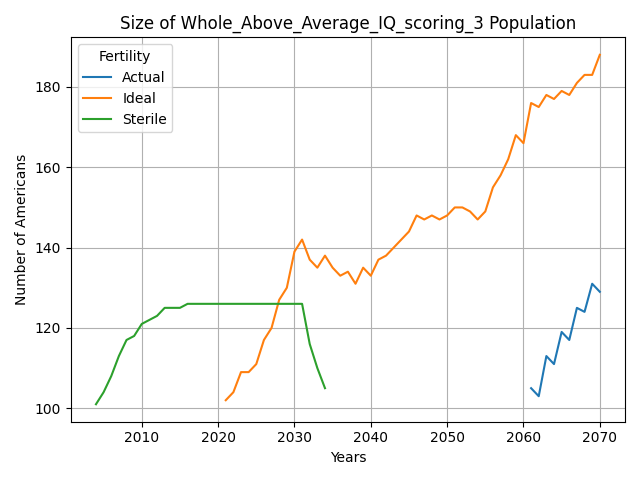 Size of Whole_Above_Average_IQ_scoring_3 Population
Fertility
Actual
Ideal
Sterile
Number of Americans
180
160
140
120
100
2010 2020 2030 2040 2050 2060 2070
Years